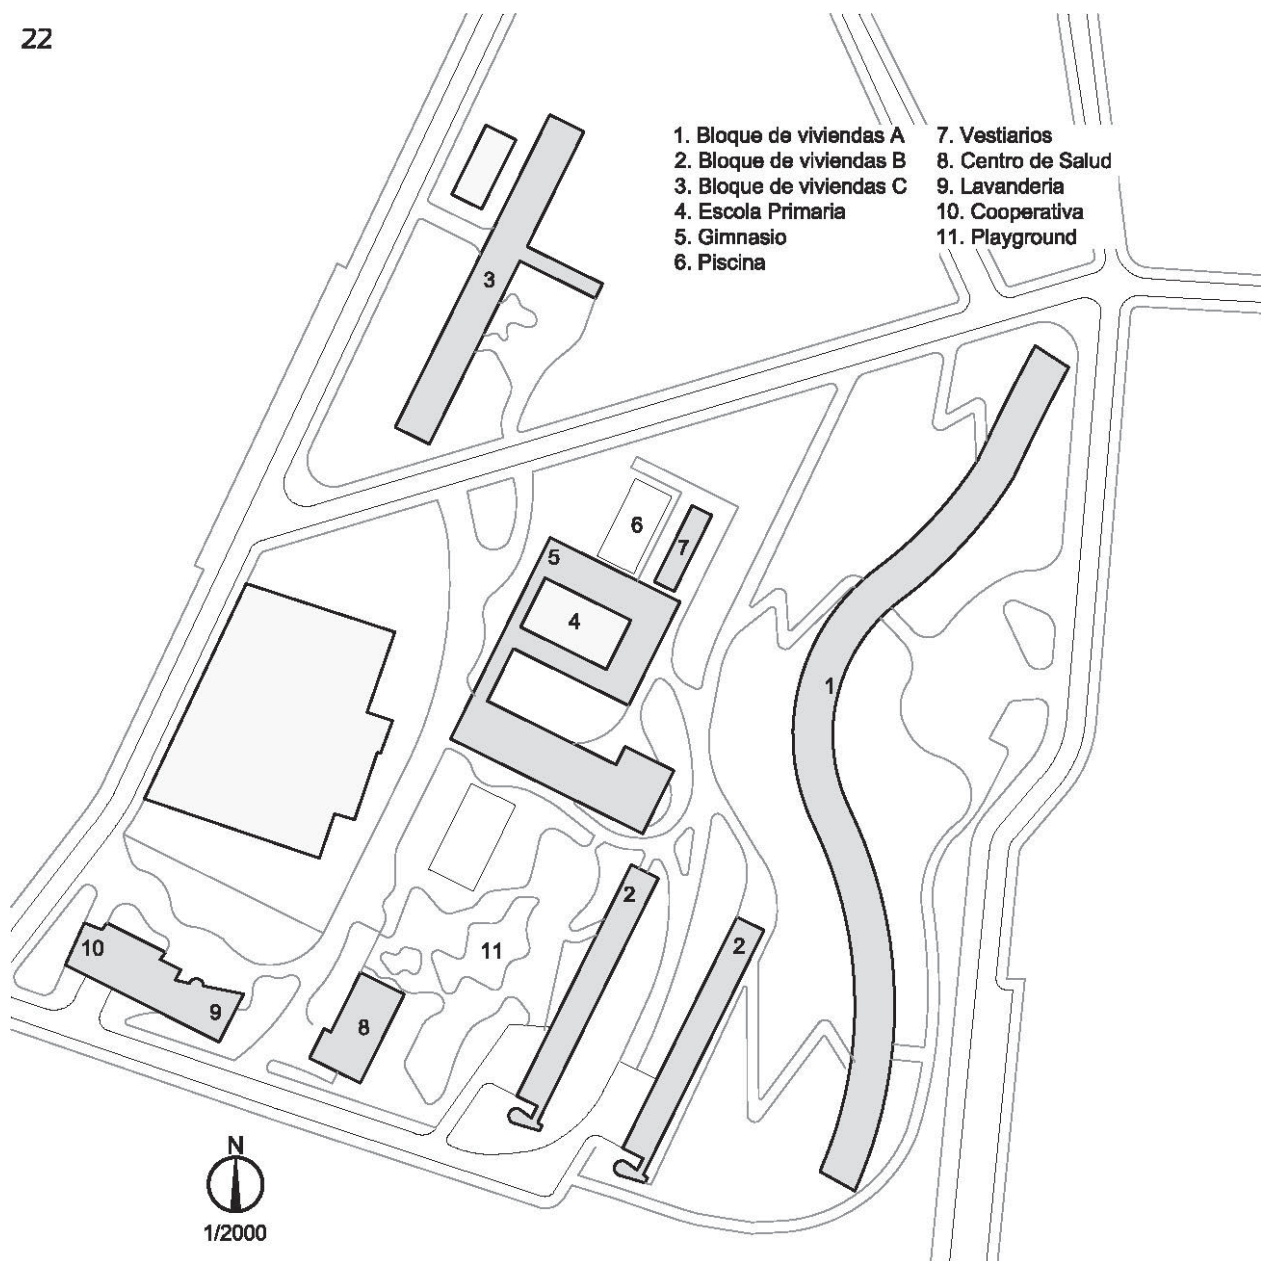 22
1. Bloque de viviendas A
2. Bloque de viviendas B
3. Bloque de viviendas C
4. Escola Primaria
5. Gimnasio
6. Piscina
7. Vestiarios
8. Centro de Salud
9. Lavanderia
10. Cooperativa
11. Playground
3
6
7
5
4
1
2
2
10
11
9
8
N
1/2000